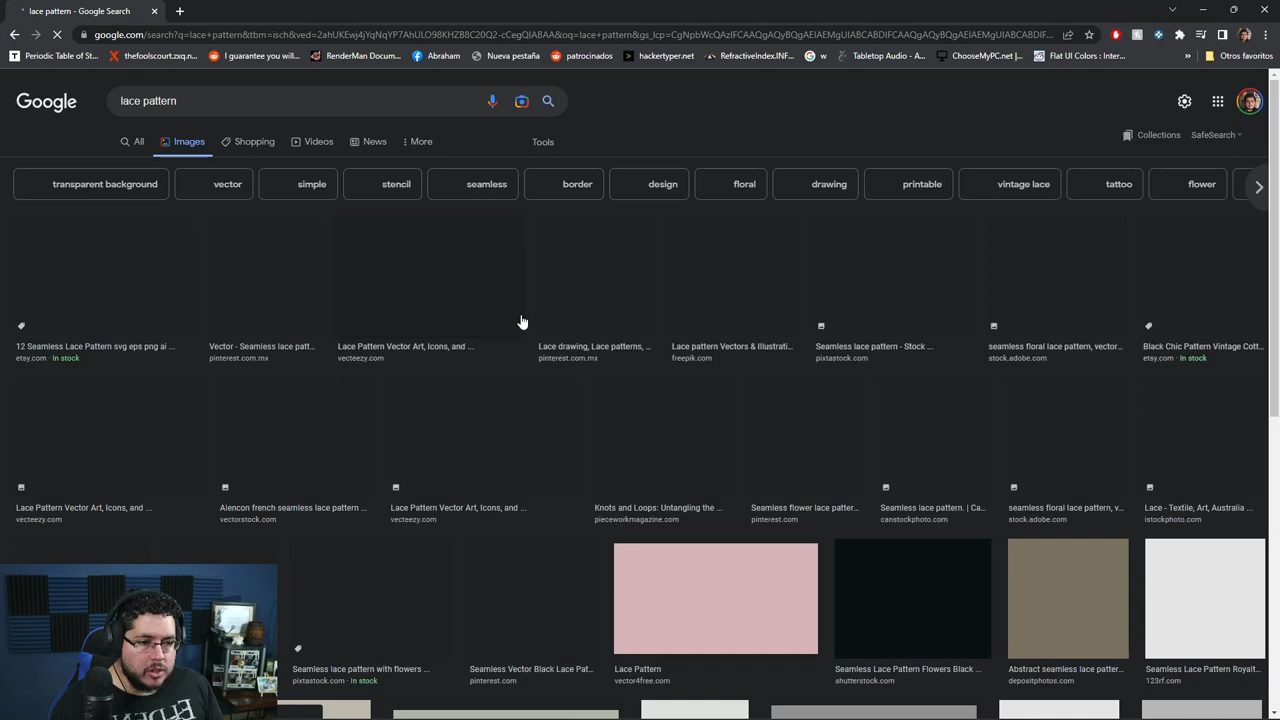 lace pattern - Google Search
google.com/search?q=lace+pattern&tbm=isch&ved=2ahUKEwj4jYqNqYP7AhULO98KHZB8C20Q2-cCegQIABAA&oq=lace+pattern&gs_lcp=CgNpbWcQAzIFCAAQgAQyBQgAEIAEMgUIABCABDIFCAAQgAQyBQgAEIAEMgUIABCABDIFCAAQgAQyBQgAEIAEMgUIABCABDIF...
Periodic Table of St...
thefoolscourt.zxq.n...
I guarantee you will...
RenderMan Docum...
Abraham
Nueva pestaña
patrocinados
hackertyper.net
RefractiveIndex.INF...
w
Tabletop Audio - A...
ChooseMyPC.net |...
Flat UI Colors : Inter...
»
Otros favoritos
Google
lace pattern
All
Images
Shopping
Videos
News
More
Tools
Collections
SafeSearch
transparent background
vector
simple
stencil
seamless
border
design
floral
drawing
printable
vintage lace
tattoo
flower
12 Seamless Lace Pattern svg eps png ai ...
etsy.com · In stock
Vector - Seamless lace patt...
pinterest.com.mx
Lace Pattern Vector Art, Icons, and ...
vecteezy.com
Lace drawing, Lace patterns, ...
pinterest.com.mx
Lace pattern Vectors & Illustrati...
freepik.com
Seamless lace pattern - Stock ...
pixtastock.com
seamless floral lace pattern, vector...
stock.adobe.com
Black Chic Pattern Vintage Cott...
etsy.com · In stock
Lace Pattern Vector Art, Icons, and ...
vecteezy.com
Alencon french seamless lace pattern ...
vectorstock.com
Lace Pattern Vector Art, Icons, and ...
vecteezy.com
Knots and Loops: Untangling the ...
pieceworkmagazine.com
Seamless flower lace patter...
pinterest.com
Seamless lace pattern. | Ca...
canstockphoto.com
seamless floral lace pattern, v...
stock.adobe.com
Lace - Textile, Art, Australia ...
istockphoto.com
Seamless lace pattern with flowers ...
pixtastock.com · In stock
Seamless Vector Black Lace Pat...
pinterest.com
Lace Pattern
vector4free.com
Seamless Lace Pattern Flowers Black ...
shutterstock.com
Abstract seamless lace patter...
depositphotos.com
Seamless Lace Pattern Royalt...
123rf.com